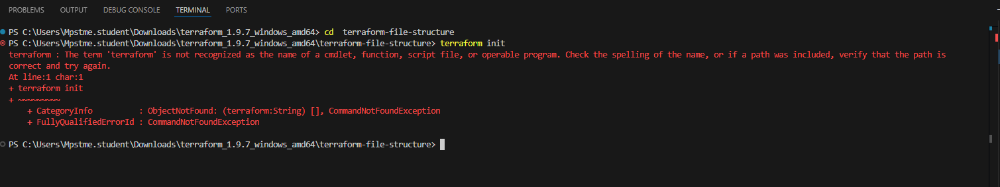 PROBLEMS OUTPUT DEBUG CONSOLE TERMINAL PORTS
PS C:\Users\Mpstme.student\Downloads\terraform_1.9.7_windows_amd64> cd  terraform-file-structure
PS C:\Users\Mpstme.student\Downloads\terraform_1.9.7_windows_amd64\terraform-file-structure> terraform init
terraform : The term 'terraform' is not recognized as the name of a cmdlet, function, script file, or operable program. Check the spelling of the name, or if a path was included, verify that the path is
correct and try again.
At line:1 char:1
+ terraform init
+ ~~~~~~~~~
    + CategoryInfo          : ObjectNotFound: (terraform:String) [], CommandNotFoundException
    + FullyQualifiedErrorId : CommandNotFoundException
PS C:\Users\Mpstme.student\Downloads\terraform_1.9.7_windows_amd64\terraform-file-structure>